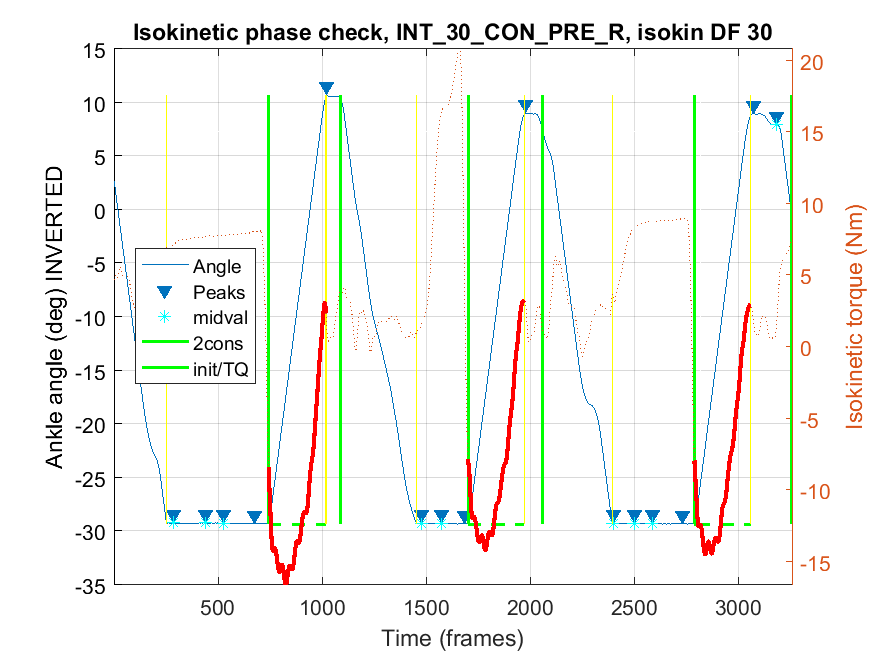 Isokinetic phase check, INT_30_CON_PRE_R, isokin DF 30
15
10
5
0
-5
-10
-15
-20
-25
-30
-35
Ankle angle (deg) INVERTED
Angle
Peaks
midval
2cons
init/TQ
20
15
10
5
0
-5
-10
-15
Isokinetic torque (Nm)
500
1000
1500
2000
2500
3000
Time (frames)